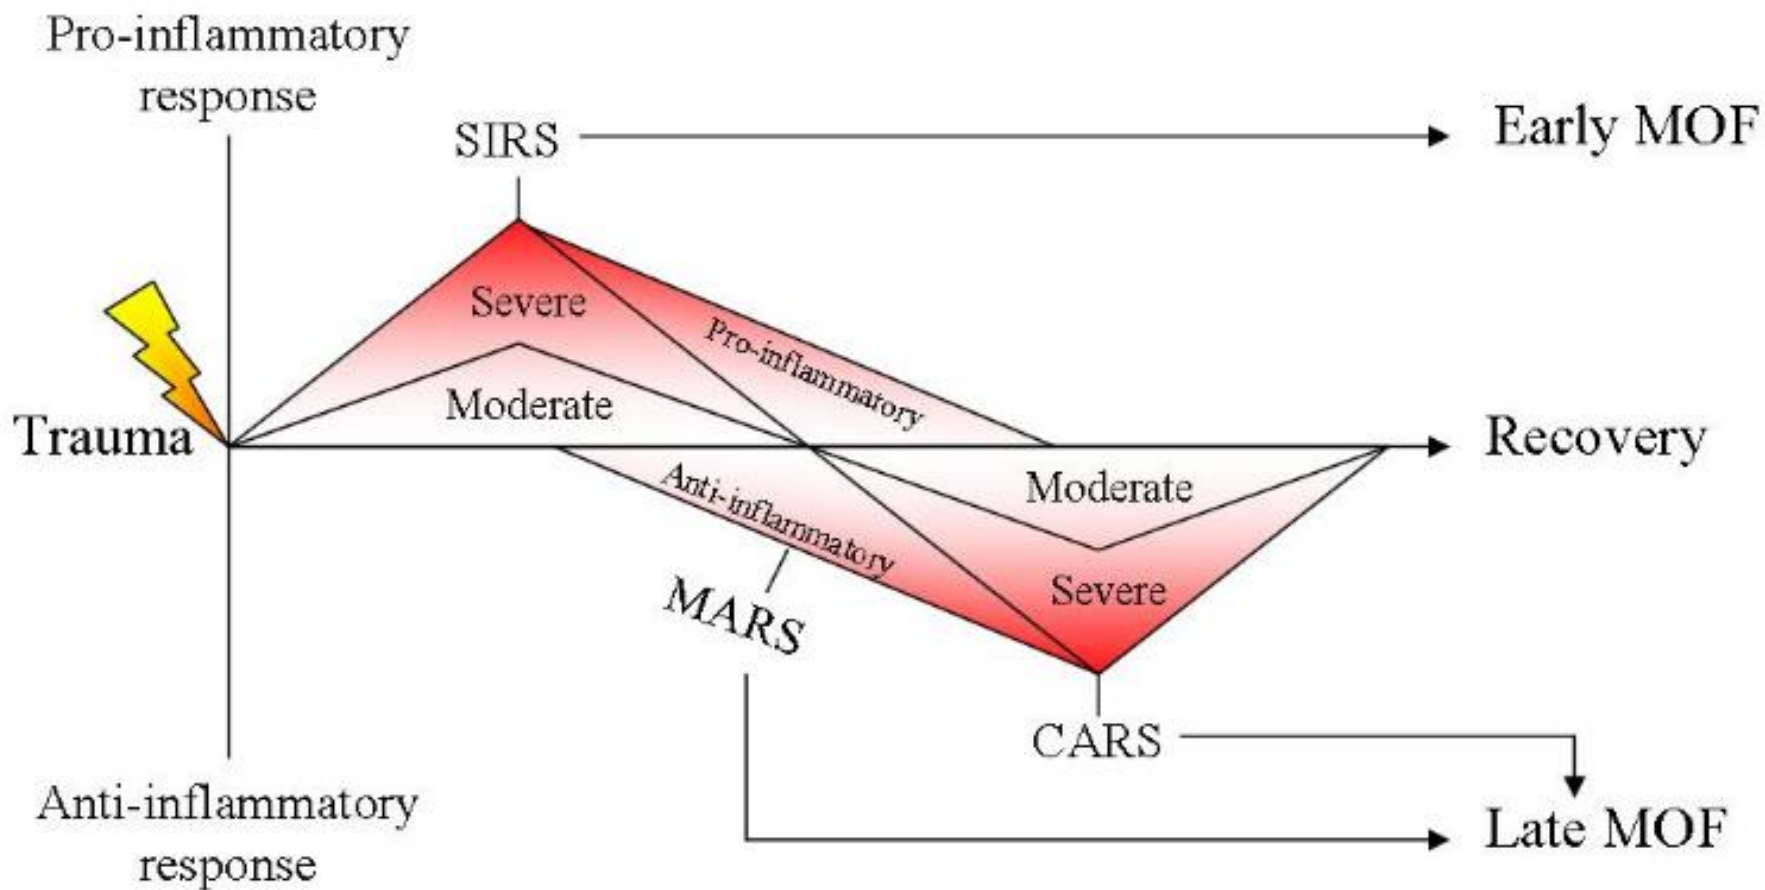 Pro-inflammatory
response
SIRS
Early MOF
Severe
Pro-inflammatory
Moderate
Trauma
Recovery
Anti-inflammatory
Moderate
Severe
MARS
CARS
Anti-inflammatory
response
Late MOF